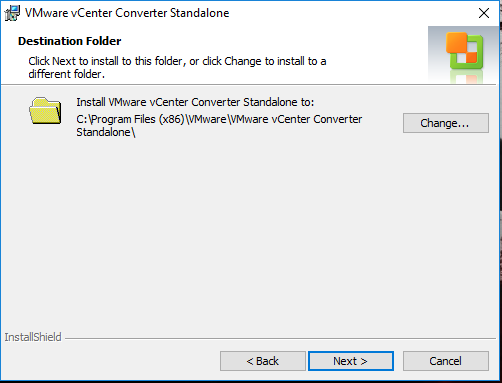 VMware vCenter Converter Standalone
Destination Folder
Click Next to install to this folder, or click Change to install to a
different folder.
Install VMware vCenter Converter Standalone to:
C:\Program Files (x86)\VMware\VMware vCenter Converter
Standalone\
Change...
InstallShield
< Back
Next >
Cancel